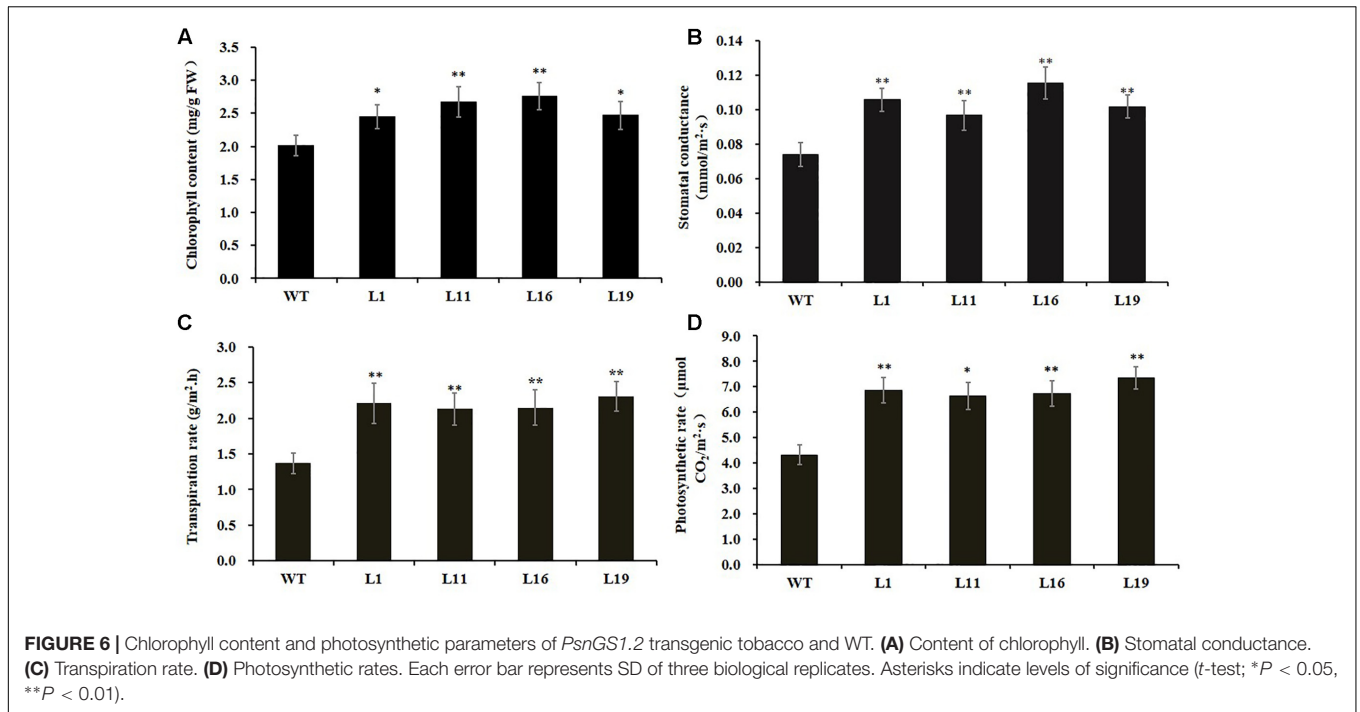 A
Chlorophyll content (mg/g FW)
3.5
3.0
2.5
2.0
1.5
1.0
0.5
0.0
*
**
**
*
WT L1 L11 L16 L19
B
Stomatal conductance
(mmol/m²·s)
0.14
0.12
0.10
0.08
0.06
0.04
0.02
0.00
**
**
**
**
WT L1 L11 L16 L19
C
Transpiration rate (g/m².h)
3.0
2.5
2.0
1.5
1.0
0.5
0.0
**
**
**
**
WT L1 L11 L16 L19
D
Photosynthetic rate (μmol
CO₂/m²·s)
9.0
8.0
7.0
6.0
5.0
4.0
3.0
2.0
1.0
0.0
**
*
**
**
WT L1 L11 L16 L19
FIGURE 6 | Chlorophyll content and photosynthetic parameters of PsnGS1.2 transgenic tobacco and WT. (A) Content of chlorophyll. (B) Stomatal conductance.
(C) Transpiration rate. (D) Photosynthetic rates. Each error bar represents SD of three biological replicates. Asterisks indicate levels of significance (t-test; *P < 0.05,
**P < 0.01).